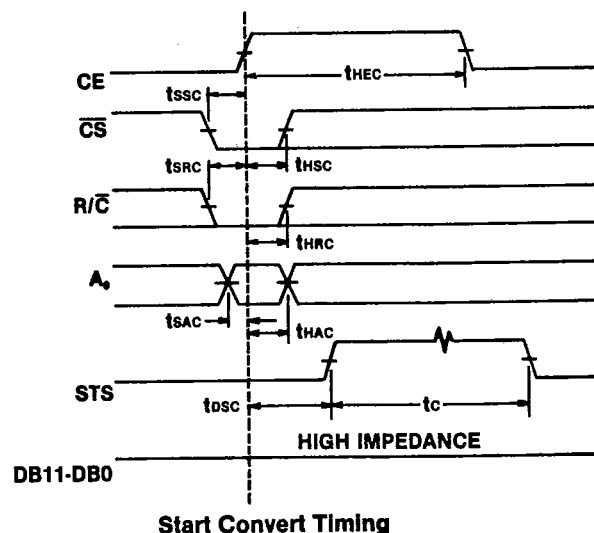 CE
tHEC
tSSC
C̅S̅
tSRC
tHSC
R/C̅
tHRC
A₀
tSAC
tHAC
STS
tDSC
tC
HIGH IMPEDANCE
DB11-DB0
Start Convert Timing